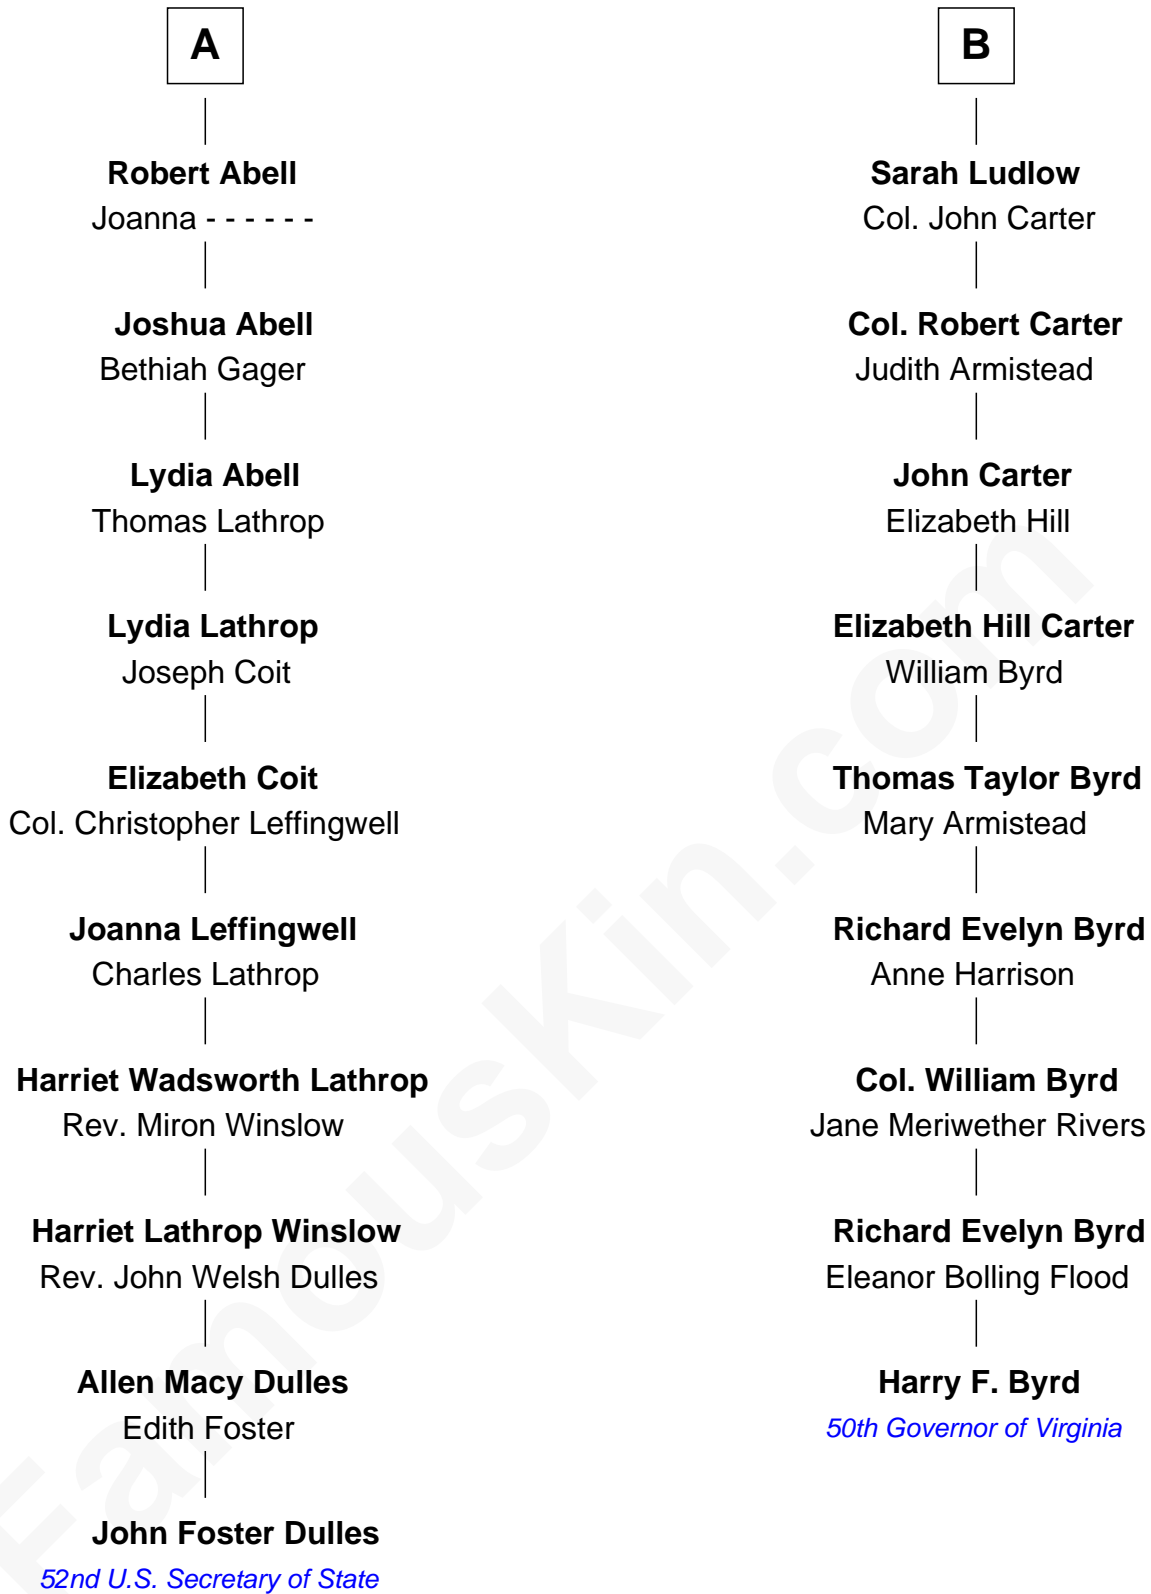 A
Robert Abell
Joanna - - - - - -
Joshua Abell
Bethiah Gager
Lydia Abell
Thomas Lathrop
Lydia Lathrop
Joseph Coit
Elizabeth Coit
Col. Christopher Leffingwell
Joanna Leffingwell
Charles Lathrop
Harriet Wadsworth Lathrop
Rev. Miron Winslow
Harriet Lathrop Winslow
Rev. John Welsh Dulles
Allen Macy Dulles
Edith Foster
John Foster Dulles
52nd U.S. Secretary of State
B
Sarah Ludlow
Col. John Carter
Col. Robert Carter
Judith Armistead
John Carter
Elizabeth Hill
Elizabeth Hill Carter
William Byrd
Thomas Taylor Byrd
Mary Armistead
Richard Evelyn Byrd
Anne Harrison
Col. William Byrd
Jane Meriwether Rivers
Richard Evelyn Byrd
Eleanor Bolling Flood
Harry F. Byrd
50th Governor of Virginia
FamousKin.com